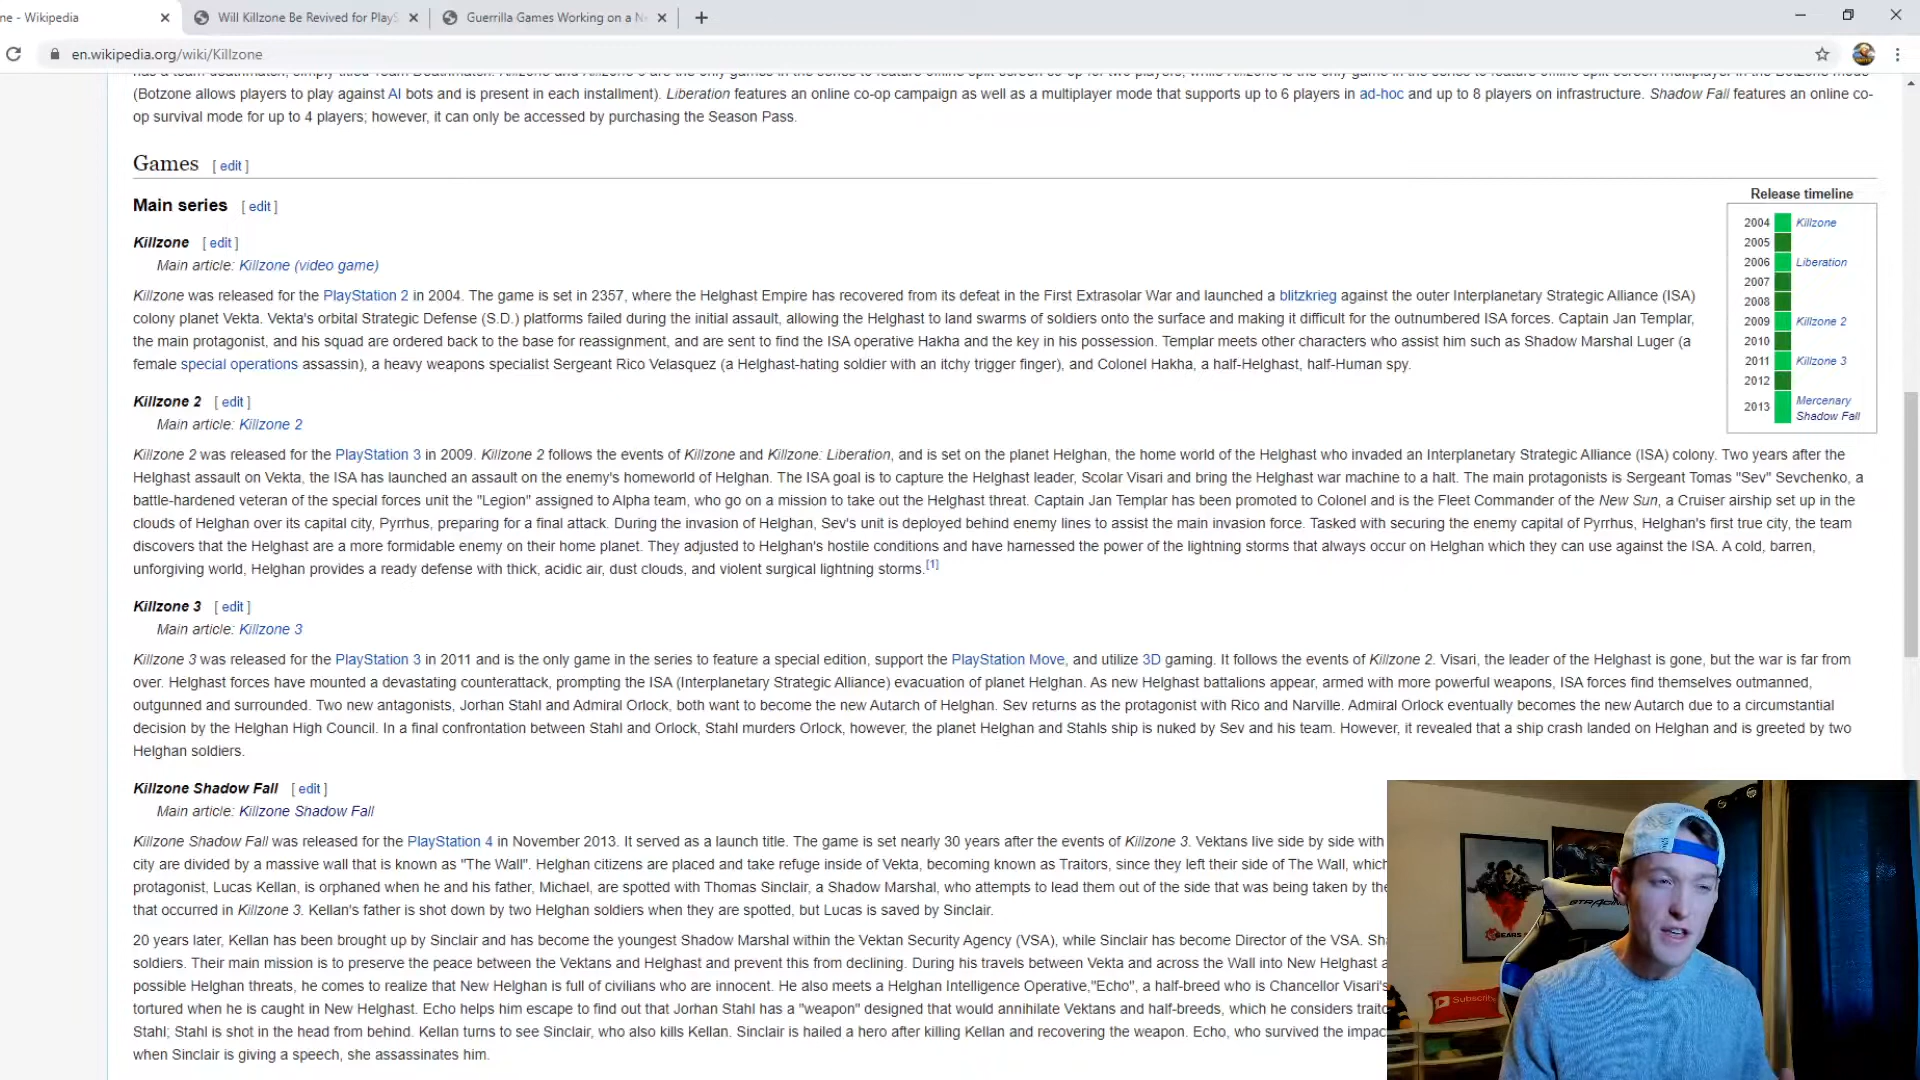 ne - Wikipedia
Will Killzone Be Revived for PlayS
Guerrilla Games Working on a N
en.wikipedia.org/wiki/Killzone
(Botzone allows players to play against AI bots and is present in each installment). Liberation features an online co-op campaign as well as a multiplayer mode that supports up to 6 players in ad-hoc and up to 8 players on infrastructure. Shadow Fall features an online co-
op survival mode for up to 4 players; however, it can only be accessed by purchasing the Season Pass.
Games [ edit ]
Main series [ edit ]
Killzone [ edit ]
Main article: Killzone (video game)
Killzone was released for the PlayStation 2 in 2004. The game is set in 2357, where the Helghast Empire has recovered from its defeat in the First Extrasolar War and launched a blitzkrieg against the outer Interplanetary Strategic Alliance (ISA)
colony planet Vekta. Vekta's orbital Strategic Defense (S.D.) platforms failed during the initial assault, allowing the Helghast to land swarms of soldiers onto the surface and making it difficult for the outnumbered ISA forces. Captain Jan Templar,
the main protagonist, and his squad are ordered back to the base for reassignment, and are sent to find the ISA operative Hakha and the key in his possession. Templar meets other characters who assist him such as Shadow Marshal Luger (a
female special operations assassin), a heavy weapons specialist Sergeant Rico Velasquez (a Helghast-hating soldier with an itchy trigger finger), and Colonel Hakha, a half-Helghast, half-Human spy.
Release timeline
2004 Killzone
2005
2006 Liberation
2007
2008
2009 Killzone 2
2010
2011 Killzone 3
2012
2013 Mercenary
Shadow Fall
Killzone 2 [ edit ]
Main article: Killzone 2
Killzone 2 was released for the PlayStation 3 in 2009. Killzone 2 follows the events of Killzone and Killzone: Liberation, and is set on the planet Helghan, the home world of the Helghast who invaded an Interplanetary Strategic Alliance (ISA) colony. Two years after the
Helghast assault on Vekta, the ISA has launched an assault on the enemy's homeworld of Helghan. The ISA goal is to capture the Helghast leader, Scolar Visari and bring the Helghast war machine to a halt. The main protagonists is Sergeant Tomas "Sev" Sevchenko, a
battle-hardened veteran of the special forces unit the "Legion" assigned to Alpha team, who go on a mission to take out the Helghast threat. Captain Jan Templar has been promoted to Colonel and is the Fleet Commander of the New Sun, a Cruiser airship set up in the
clouds of Helghan over its capital city, Pyrrhus, preparing for a final attack. During the invasion of Helghan, Sev's unit is deployed behind enemy lines to assist the main invasion force. Tasked with securing the enemy capital of Pyrrhus, Helghan's first true city, the team
discovers that the Helghast are a more formidable enemy on their home planet. They adjusted to Helghan's hostile conditions and have harnessed the power of the lightning storms that always occur on Helghan which they can use against the ISA. A cold, barren,
unforgiving world, Helghan provides a ready defense with thick, acidic air, dust clouds, and violent surgical lightning storms.[1]
Killzone 3 [ edit ]
Main article: Killzone 3
Killzone 3 was released for the PlayStation 3 in 2011 and is the only game in the series to feature a special edition, support the PlayStation Move, and utilize 3D gaming. It follows the events of Killzone 2. Visari, the leader of the Helghast is gone, but the war is far from
over. Helghast forces have mounted a devastating counterattack, prompting the ISA (Interplanetary Strategic Alliance) evacuation of planet Helghan. As new Helghast battalions appear, armed with more powerful weapons, ISA forces find themselves outmanned,
outgunned and surrounded. Two new antagonists, Jorhan Stahl and Admiral Orlock, both want to become the new Autarch of Helghan. Sev returns as the protagonist with Rico and Narville. Admiral Orlock eventually becomes the new Autarch due to a circumstantial
decision by the Helghan High Council. In a final confrontation between Stahl and Orlock, Stahl murders Orlock, however, the planet Helghan and Stahls ship is nuked by Sev and his team. However, it revealed that a ship crash landed on Helghan and is greeted by two
Helghan soldiers.
Killzone Shadow Fall [ edit ]
Main article: Killzone Shadow Fall
Killzone Shadow Fall was released for the PlayStation 4 in November 2013. It served as a launch title. The game is set nearly 30 years after the events of Killzone 3. Vektans live side by side with
city are divided by a massive wall that is known as "The Wall". Helghan citizens are placed and take refuge inside of Vekta, becoming known as Traitors, since they left their side of The Wall, which
protagonist, Lucas Kellan, is orphaned when he and his father, Michael, are spotted with Thomas Sinclair, a Shadow Marshal, who attempts to lead them out of the side that was being taken by the
that occurred in Killzone 3. Kellan's father is shot down by two Helghan soldiers when they are spotted, but Lucas is saved by Sinclair.
20 years later, Kellan has been brought up by Sinclair and has become the youngest Shadow Marshal within the Vektan Security Agency (VSA), while Sinclair has become Director of the VSA. Sh
soldiers. Their main mission is to preserve the peace between the Vektans and Helghast and prevent this from declining. During his travels between Vekta and across the Wall into New Helghast a
possible Helghan threats, he comes to realize that New Helghan is full of civilians who are innocent. He also meets a Helghan Intelligence Operative,"Echo", a half-breed who is Chancellor Visari's
tortured when he is caught in New Helghast. Echo helps him escape to find out that Jorhan Stahl has a "weapon" designed that would annihilate Vektans and half-breeds, which he considers traito
Stahl; Stahl is shot in the head from behind. Kellan turns to see Sinclair, who also kills Kellan. Sinclair is hailed a hero after killing Kellan and recovering the weapon. Echo, who survived the impac
when Sinclair is giving a speech, she assassinates him.
GTRACING
GEARS
Subscribe